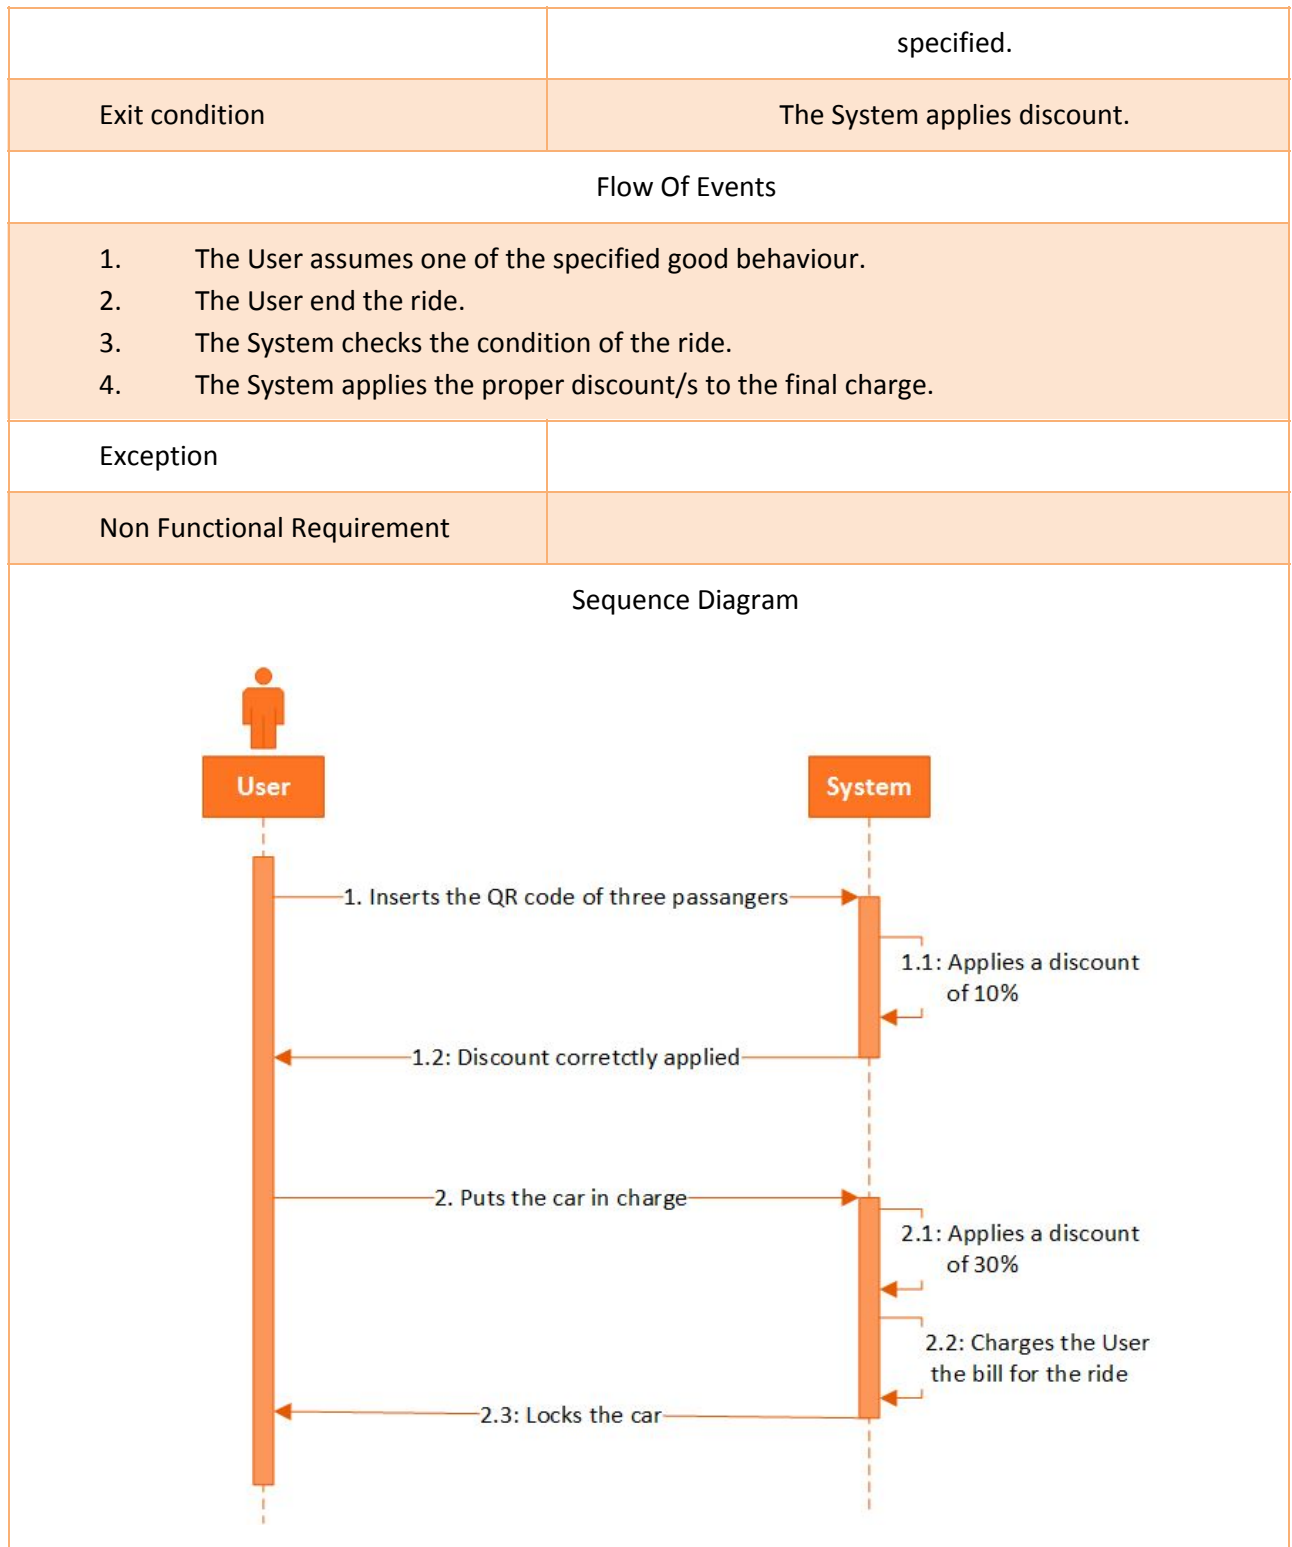 specified.
Exit condition
The System applies discount.
Flow Of Events
1. The User assumes one of the specified good behaviour.
2. The User end the ride.
3. The System checks the condition of the ride.
4. The System applies the proper discount/s to the final charge.
Exception
Non Functional Requirement
Sequence Diagram
User
System
1. Inserts the QR code of three passangers
1.1: Applies a discount
of 10%
1.2: Discount corretctly applied
2. Puts the car in charge
2.1: Applies a discount
of 30%
2.2: Charges the User
the bill for the ride
2.3: Locks the car